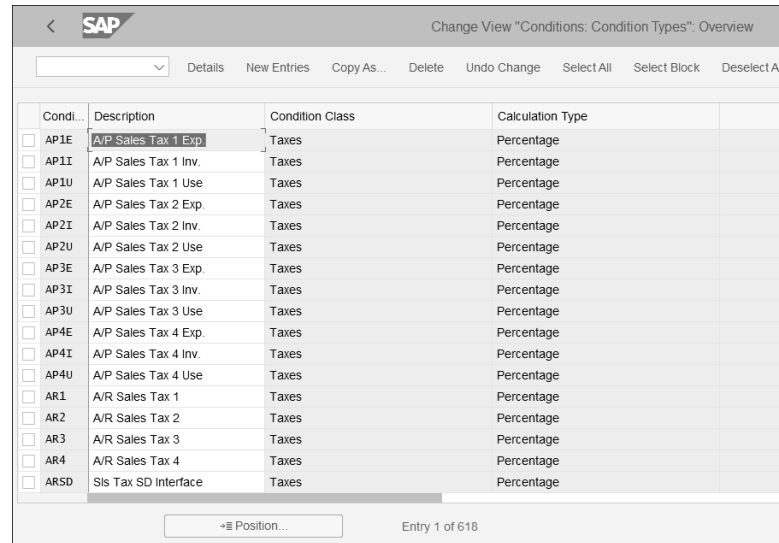 SAP Change View "Conditions: Condition Types": Overview
Details New Entries Copy As... Delete Undo Change Select All Select Block Deselect A
Condi... Description Condition Class Calculation Type
AP1E A/P Sales Tax 1 Exp. Taxes Percentage
AP1I A/P Sales Tax 1 Inv. Taxes Percentage
AP1U A/P Sales Tax 1 Use Taxes Percentage
AP2E A/P Sales Tax 2 Exp. Taxes Percentage
AP2I A/P Sales Tax 2 Inv. Taxes Percentage
AP2U A/P Sales Tax 2 Use Taxes Percentage
AP3E A/P Sales Tax 3 Exp. Taxes Percentage
AP3I A/P Sales Tax 3 Inv. Taxes Percentage
AP3U A/P Sales Tax 3 Use Taxes Percentage
AP4E A/P Sales Tax 4 Exp. Taxes Percentage
AP4I A/P Sales Tax 4 Inv. Taxes Percentage
AP4U A/P Sales Tax 4 Use Taxes Percentage
AR1 A/R Sales Tax 1 Taxes Percentage
AR2 A/R Sales Tax 2 Taxes Percentage
AR3 A/R Sales Tax 3 Taxes Percentage
AR4 A/R Sales Tax 4 Taxes Percentage
ARSD Sls Tax SD Interface Taxes Percentage
Position... Entry 1 of 618